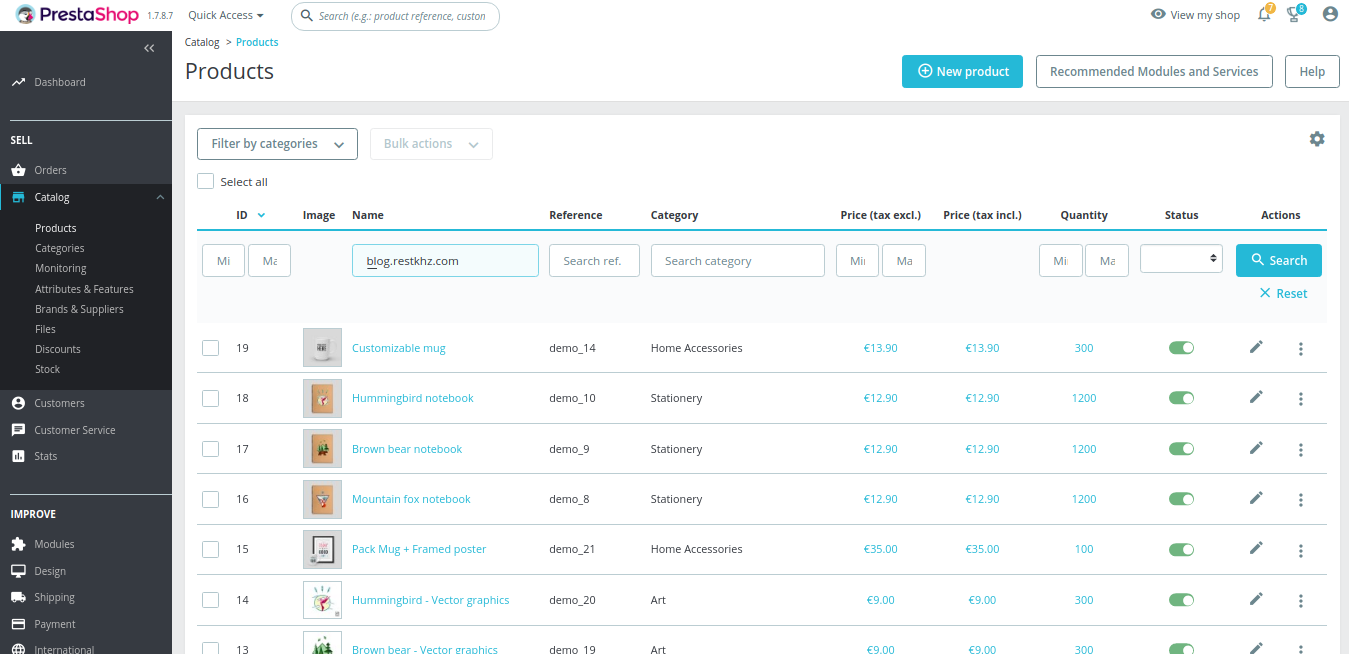 PrestaShop 1.7.8.7 Quick Access Search (e.g.: product reference, custon View my shop 7 8
Catalog > Products
Products New product Recommended Modules and Services Help
Dashboard
SELL
Orders
Catalog
Products
Categories
Monitoring
Attributes & Features
Brands & Suppliers
Files
Discounts
Stock
Customers
Customer Service
Stats
IMPROVE
Modules
Design
Shipping
Payment
International
Filter by categories Bulk actions
Select all
ID Image Name Reference Category Price (tax excl.) Price (tax incl.) Quantity Status Actions
Mi Ma blog.restkhz.com Search ref. Search category Mi Ma Mi Ma Search
Reset
19 Customizable mug demo_14 Home Accessories €13.90 €13.90 300
18 Hummingbird notebook demo_10 Stationery €12.90 €12.90 1200
17 Brown bear notebook demo_9 Stationery €12.90 €12.90 1200
16 Mountain fox notebook demo_8 Stationery €12.90 €12.90 1200
15 Pack Mug + Framed poster demo_21 Home Accessories €35.00 €35.00 100
14 Hummingbird - Vector graphics demo_20 Art €9.00 €9.00 300
13 Brown bear - Vector graphics demo_19 Art €9.00 €9.00 300